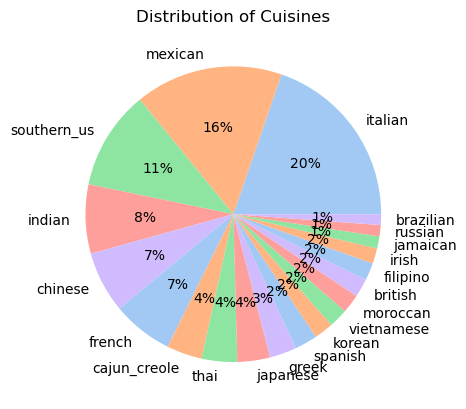 Distribution of Cuisines
italian
mexican
southern_us
indian
chinese
french
cajun_creole
thai
japanese
greek
spanish
korean
vietnamese
moroccan
british
filipino
irish
jamaican
russian
brazilian
20%
16%
11%
8%
7%
7%
4%
4%
4%
3%
2%
2%
2%
2%
2%
2%
2%
1%
1%
1%